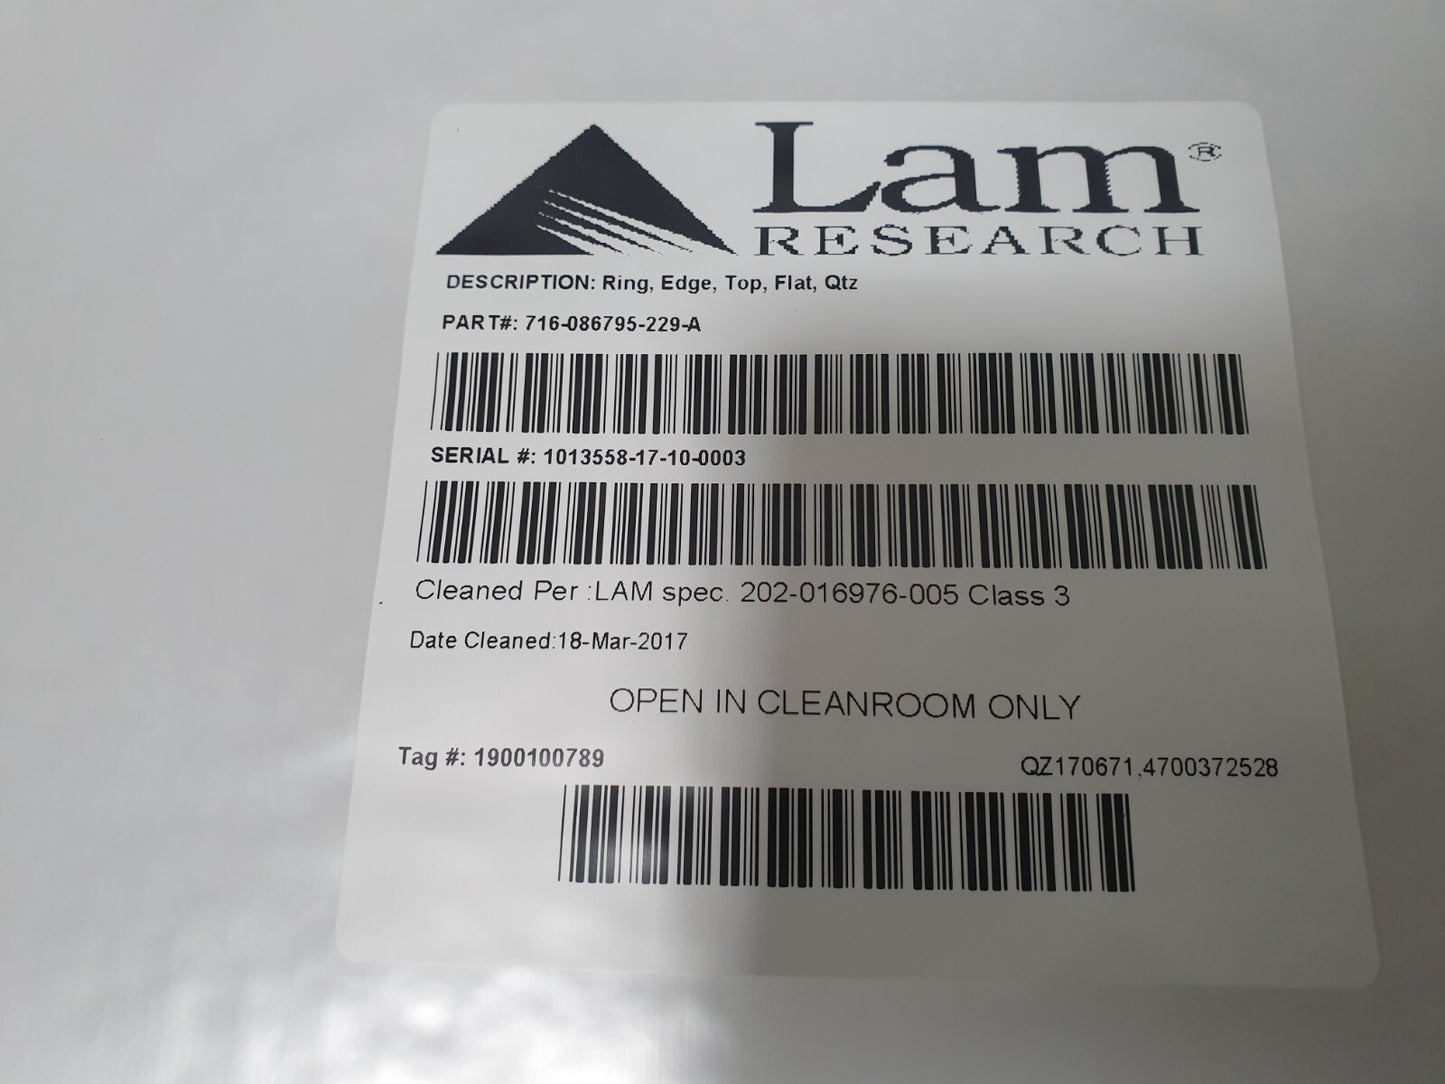 Lam®
RESEARCH
DESCRIPTION: Ring, Edge, Top, Flat, Qtz
PART#: 716-086795-229-A
SERIAL #: 1013558-17-10-0003
Cleaned Per :LAM spec. 202-016976-005 Class 3
Date Cleaned:18-Mar-2017
OPEN IN CLEANROOM ONLY
Tag #: 1900100789
QZ170671,4700372528